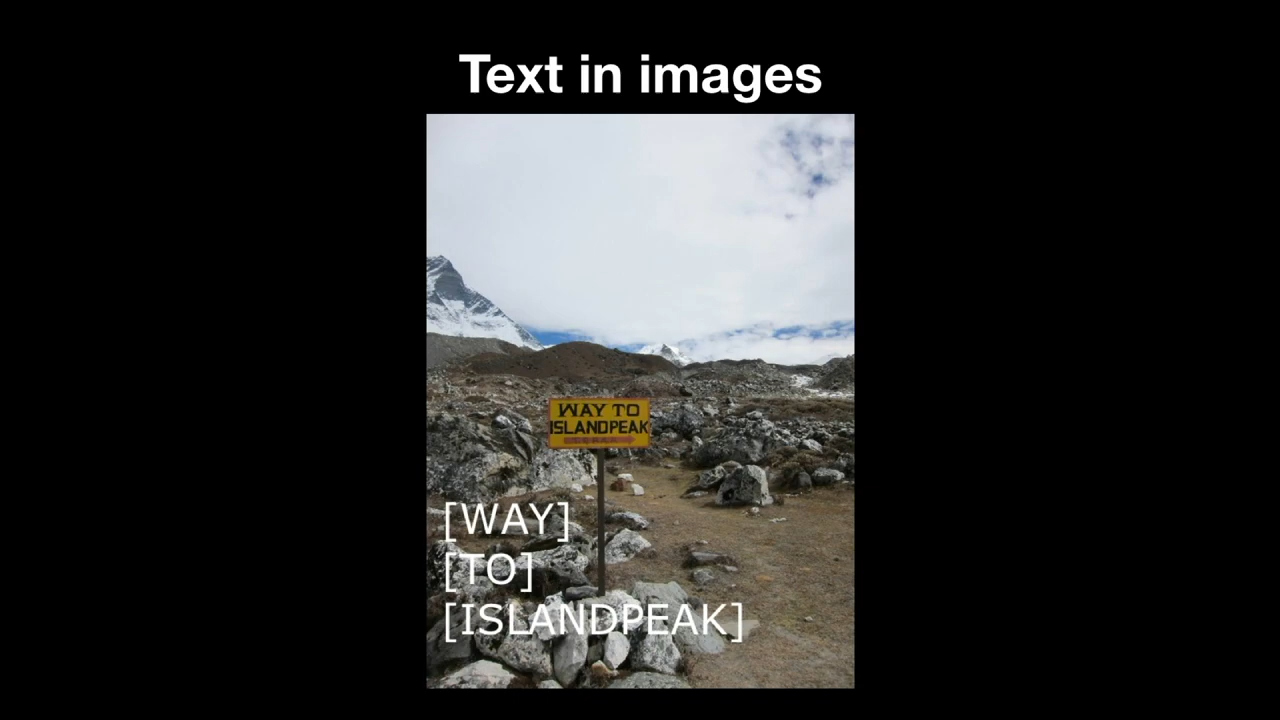 Text in images
WAY TO
ISLANDPEAK
[WAY]
[TO]
[ISLANDPEAK]